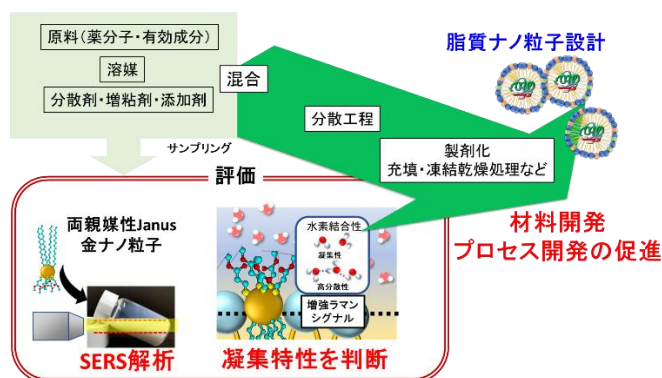 原料(薬分子・有効成分)
溶媒
分散剤・増粘剤・添加剤
混合
分散工程
製剤化
充填・凍結乾燥処理など
脂質ナノ粒子設計
材料開発
プロセス開発の促進
サンプリング
評価
両親媒性Janus
金ナノ粒子
SERS解析
水素結合性
凝集性
高分散性
増強ラマン
シグナル
凝集特性を判断